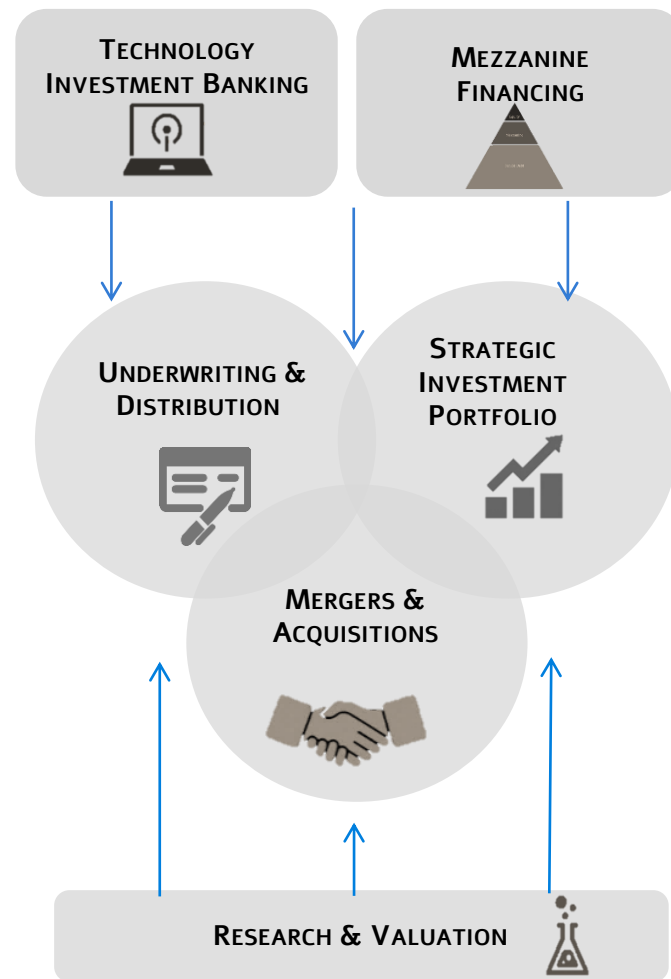 TECHNOLOGY
INVESTMENT BANKING
MEZZANINE
FINANCING
UNDERWRITING &
DISTRIBUTION
STRATEGIC
INVESTMENT
PORTFOLIO
MERGERS &
ACQUISITIONS
RESEARCH & VALUATION